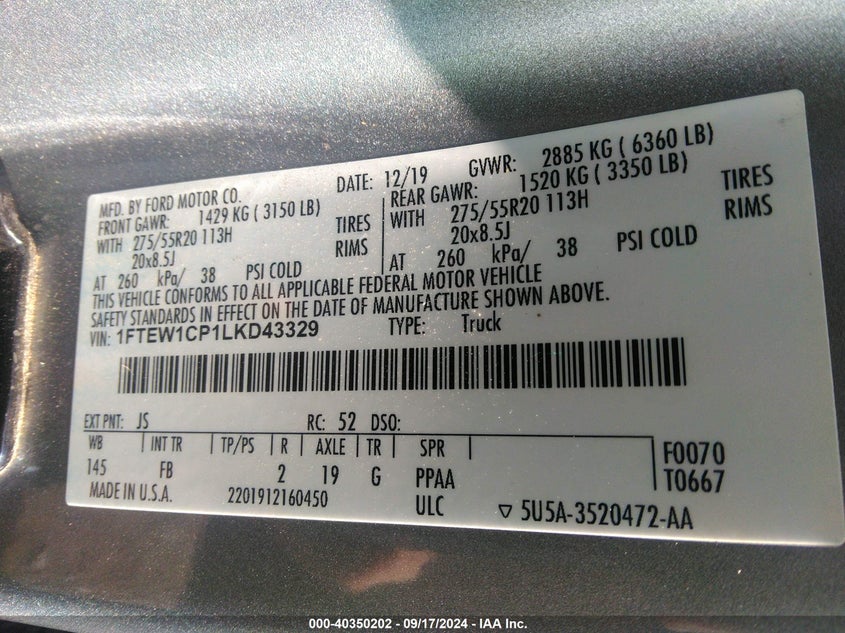 MFD. BY FORD MOTOR CO.
DATE: 12/19
GVWR: 2885 KG ( 6360 LB)
FRONT GAWR: 1429 KG ( 3150 LB)
REAR GAWR: 1520 KG ( 3350 LB)
WITH 275/55R20 113H TIRES
WITH 275/55R20 113H TIRES
20x8.5J RIMS
20x8.5J RIMS
AT 260 kPa/ 38 PSI COLD
AT 260 kPa/ 38 PSI COLD
THIS VEHICLE CONFORMS TO ALL APPLICABLE FEDERAL MOTOR VEHICLE
SAFETY STANDARDS IN EFFECT ON THE DATE OF MANUFACTURE SHOWN ABOVE.
VIN: 1FTEW1CP1LKD43329 TYPE: Truck
EXT PNT: JS RC: 52 DSO:
WB INT TR TP/PS R AXLE TR SPR
145 FB 2 19 G PPAA
F0070
T0667
MADE IN U.S.A. 2201912160450 ULC
▽ 5U5A-3520472-AA
000-40350202 - 09/17/2024 - IAA Inc.